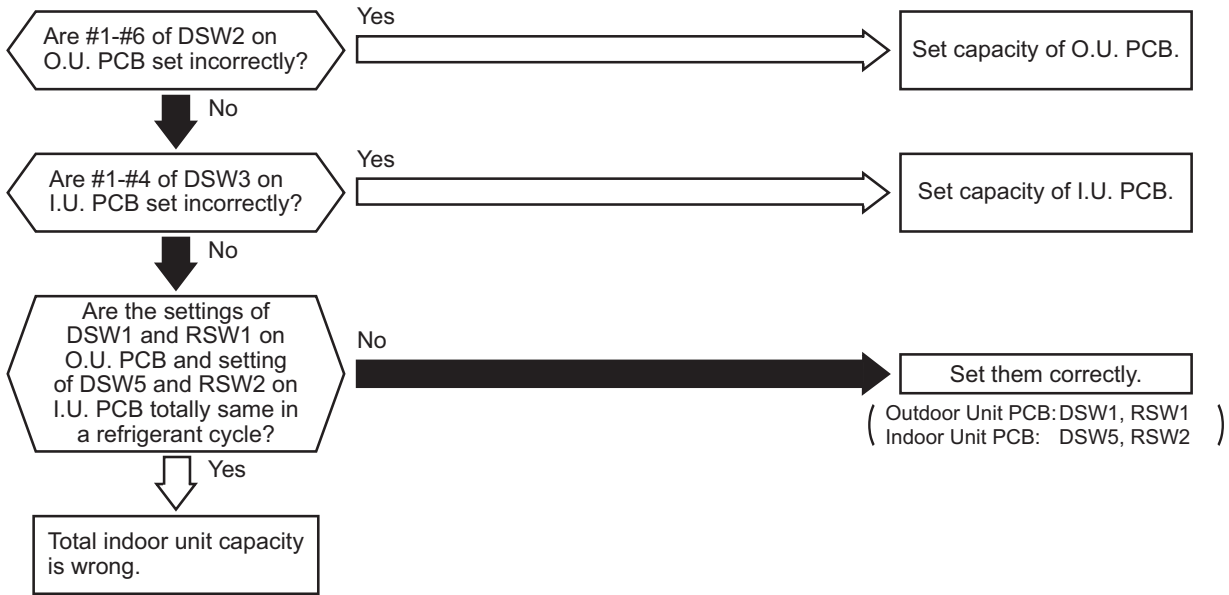 Are #1-#6 of DSW2 on
O.U. PCB set incorrectly?
Yes
Set capacity of O.U. PCB.
No
Are #1-#4 of DSW3 on
I.U. PCB set incorrectly?
Yes
Set capacity of I.U. PCB.
No
Are the settings of
DSW1 and RSW1 on
O.U. PCB and setting
of DSW5 and RSW2 on
I.U. PCB totally same in
a refrigerant cycle?
No
Set them correctly.
(Outdoor Unit PCB: DSW1, RSW1
Indoor Unit PCB: DSW5, RSW2)
Yes
Total indoor unit capacity
is wrong.